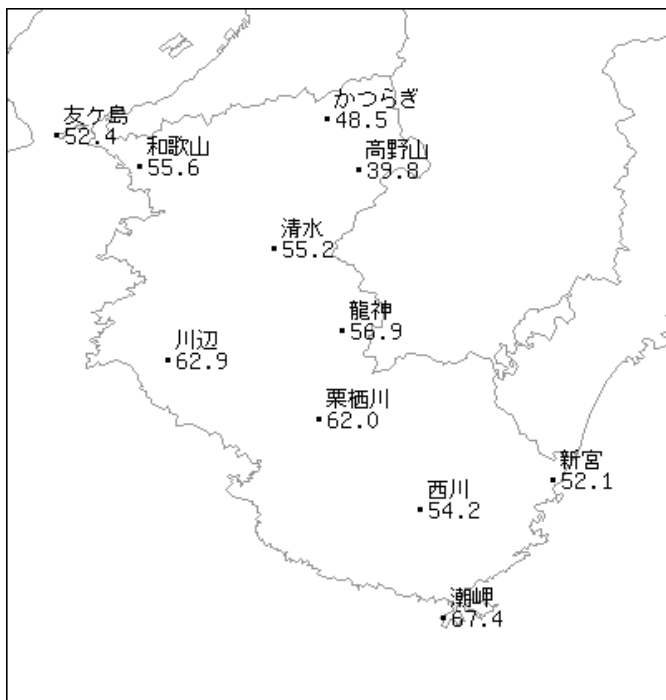 かつらぎ
48.5
友ケ島
52.4
和歌山
55.6
高野山
39.8
清水
55.2
龍神
56.9
川辺
62.9
栗栖川
62.0
新宮
52.1
西川
54.2
潮岬
67.4